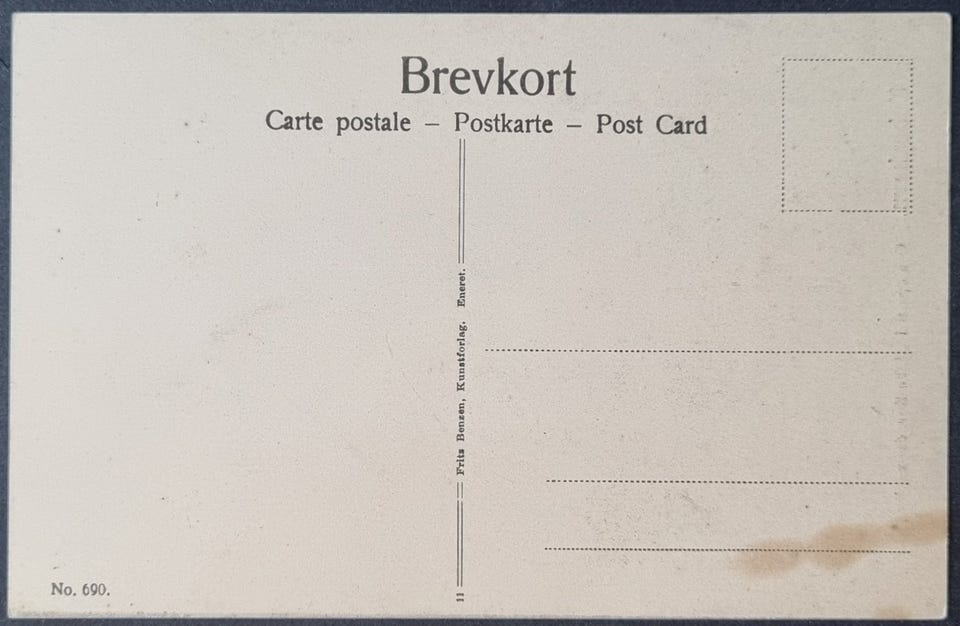 Brevkort
Carte postale – Postkarte – Post Card
11 Frits Benzen, Kunstforlag. Eneret.
No. 690.